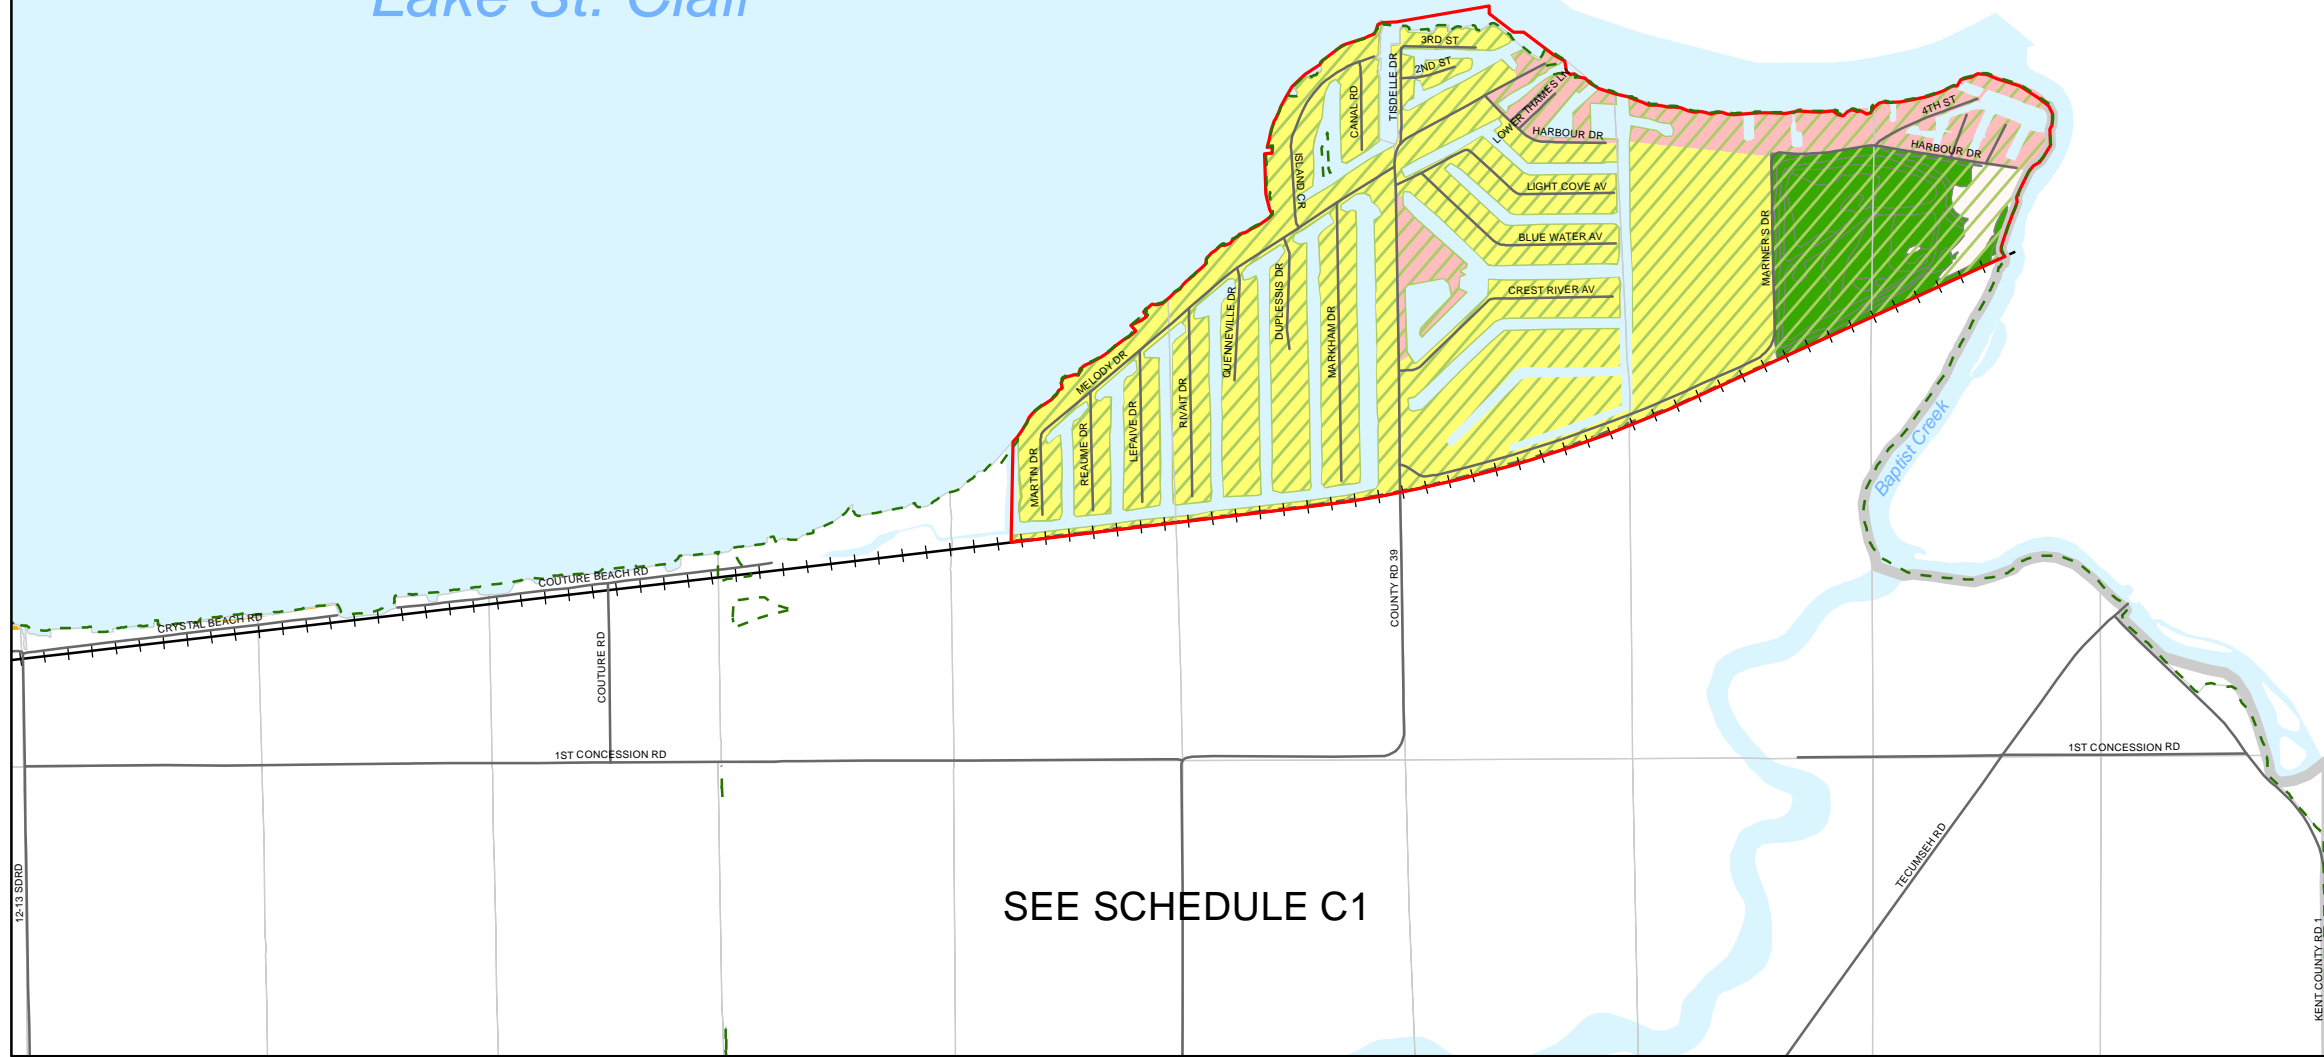 Lake St. Clair
3RD ST
2ND ST
TISDELLE DR
CANAL RD
LOWER THAMES LN
HARBOUR DR
4TH ST
HARBOUR DR
ISLAND CR
LIGHT COVE AV
BLUE WATER AV
MARINER'S DR
CREST RIVER AV
DUPLESSIS DR
QUENNEVILLE DR
MARKHAM DR
MELODY DR
RIVAIT DR
LEFAIVE DR
REAUME DR
MARTIN DR
Baptist Creek
COUNTY RD 39
COUTURE BEACH RD
CRYSTAL BEACH RD
COUTURE RD
1ST CONCESSION RD
1ST CONCESSION RD
TECUMSEH RD
12-13 SDRD
SEE SCHEDULE C1
KENT COUNTY RD 1